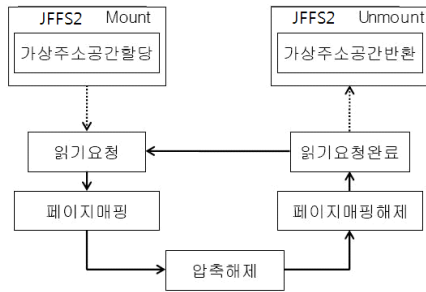 JFFS2 Mount
가상주소공간할당
JFFS2 Unmount
가상주소공간반환
읽기요청
읽기요청완료
페이지매핑
페이지매핑해제
압축해제